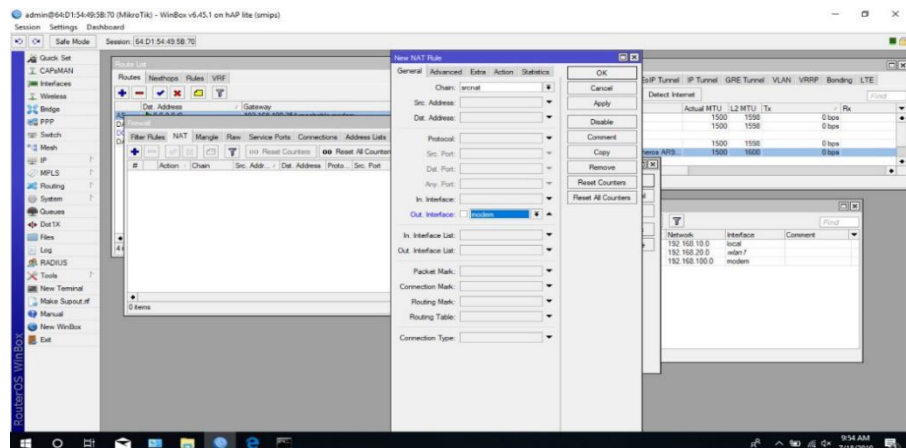 admin@64:D1:54:49:5B:70 (MikroTik) - WinBox v6.45.1 on hAP lite (smips)
Session Settings Dashboard
Safe Mode Session: 64:D1:54:49:5B:70
Quick Set
CAPsMAN
Interfaces
Wireless
Bridge
PPP
Switch
Mesh
IP
MPLS
Routing
System
Queues
Dot1X
Files
Log
RADIUS
Tools
New Terminal
Make Supout.rif
Manual
New WinBox
Exit
RouterOS WinBox
Route List
Routes Nexthops Rules VRF
Dst. Address Gateway
Firewall
Filter Rules NAT Mangle Raw Service Ports Connections Address Lists
Reset Counters Reset All Counter
# Action Chain Src. Addr... Dst. Address Proto... Src. Port
0 items
New NAT Rule
General Advanced Extra Action Statistics
Chain: srcnat
Src. Address:
Dst. Address:
Protocol:
Src. Port:
Dst. Port:
Any. Port:
In. Interface:
Out. Interface: modem
In. Interface List:
Out. Interface List:
Packet Mark:
Connection Mark:
Routing Mark:
Routing Table:
Connection Type:
OK
Cancel
Apply
Disable
Comment
Copy
Remove
Reset Counters
Reset All Counters
EoIP Tunnel IP Tunnel GRE Tunnel VLAN VRRP Bonding LTE
Detect Internet Find
Actual MTU L2 MTU Tx Rx
1500 1598 0 bps
1500 1598 0 bps
1500 1598 0 bps
1500 1600 0 bps
Find
Network Interface Comment
192.168.10.0 local
192.168.20.0 wlan1
192.168.100.0 modem
9:54 AM